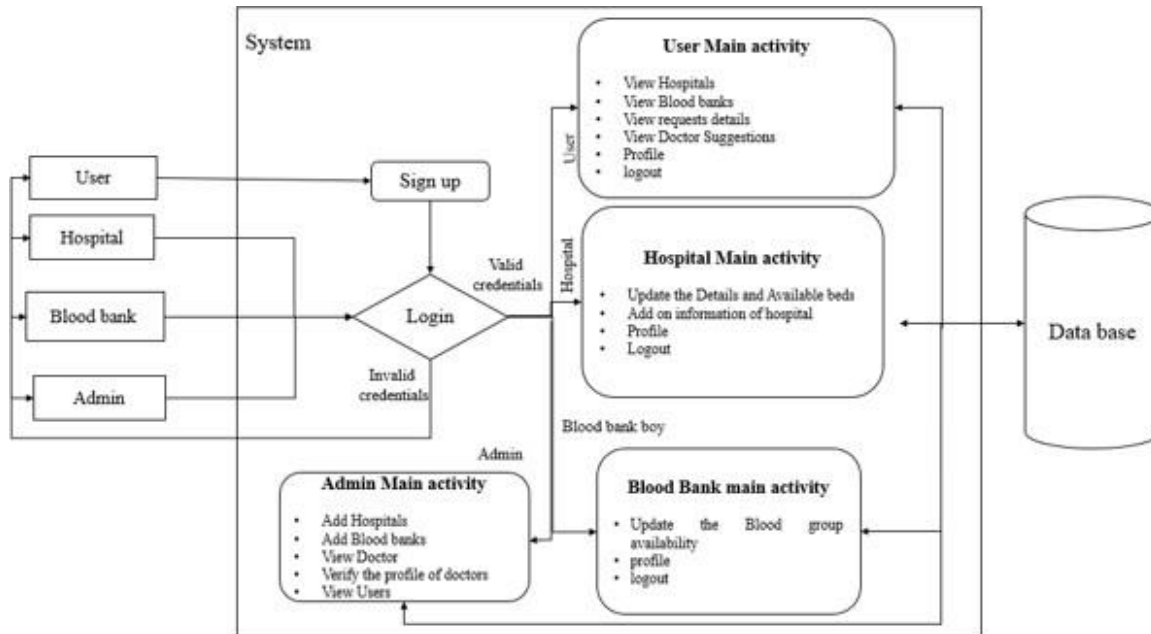 System
User Main activity
• View Hospitals
• View Blood banks
• View requests details
• View Doctor Suggestions
• Profile
• logout
User
User
Sign up
Hospital
Hospital
Hospital Main activity
• Update the Details and Available beds
• Add on information of hospital
• Profile
• Logout
Valid
credentials
Blood bank
Login
Data base
Invalid
credentials
Admin
Blood bank boy
Admin
Admin Main activity
• Add Hospitals
• Add Blood banks
• View Doctor
• Verify the profile of doctors
• View Users
Blood Bank main activity
• Update the Blood group
availability
• profile
• logout